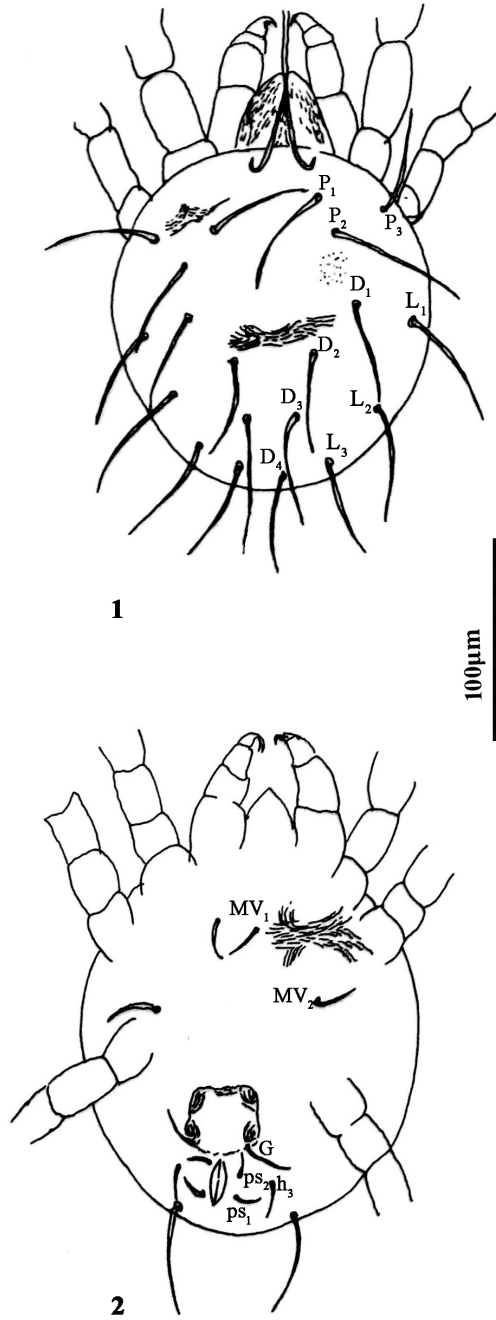 P₁
P₂
P₃
D₁
L₁
D₂
D₃
L₂
D₄
L₃
1
100µm
MV₁
MV₂
G
ps₂
h₃
ps₁
2